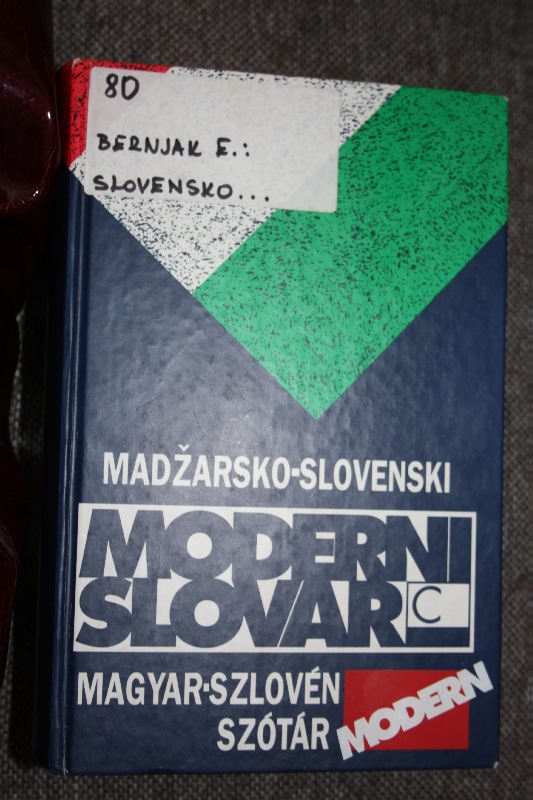 80
BERNJAK E.:
SLOVENSKO...
MADŽARSKO-SLOVENSKI
MODERNI
SLOVAR C
MAGYAR-SZLOVÉN
SZÓTÁR MODERN